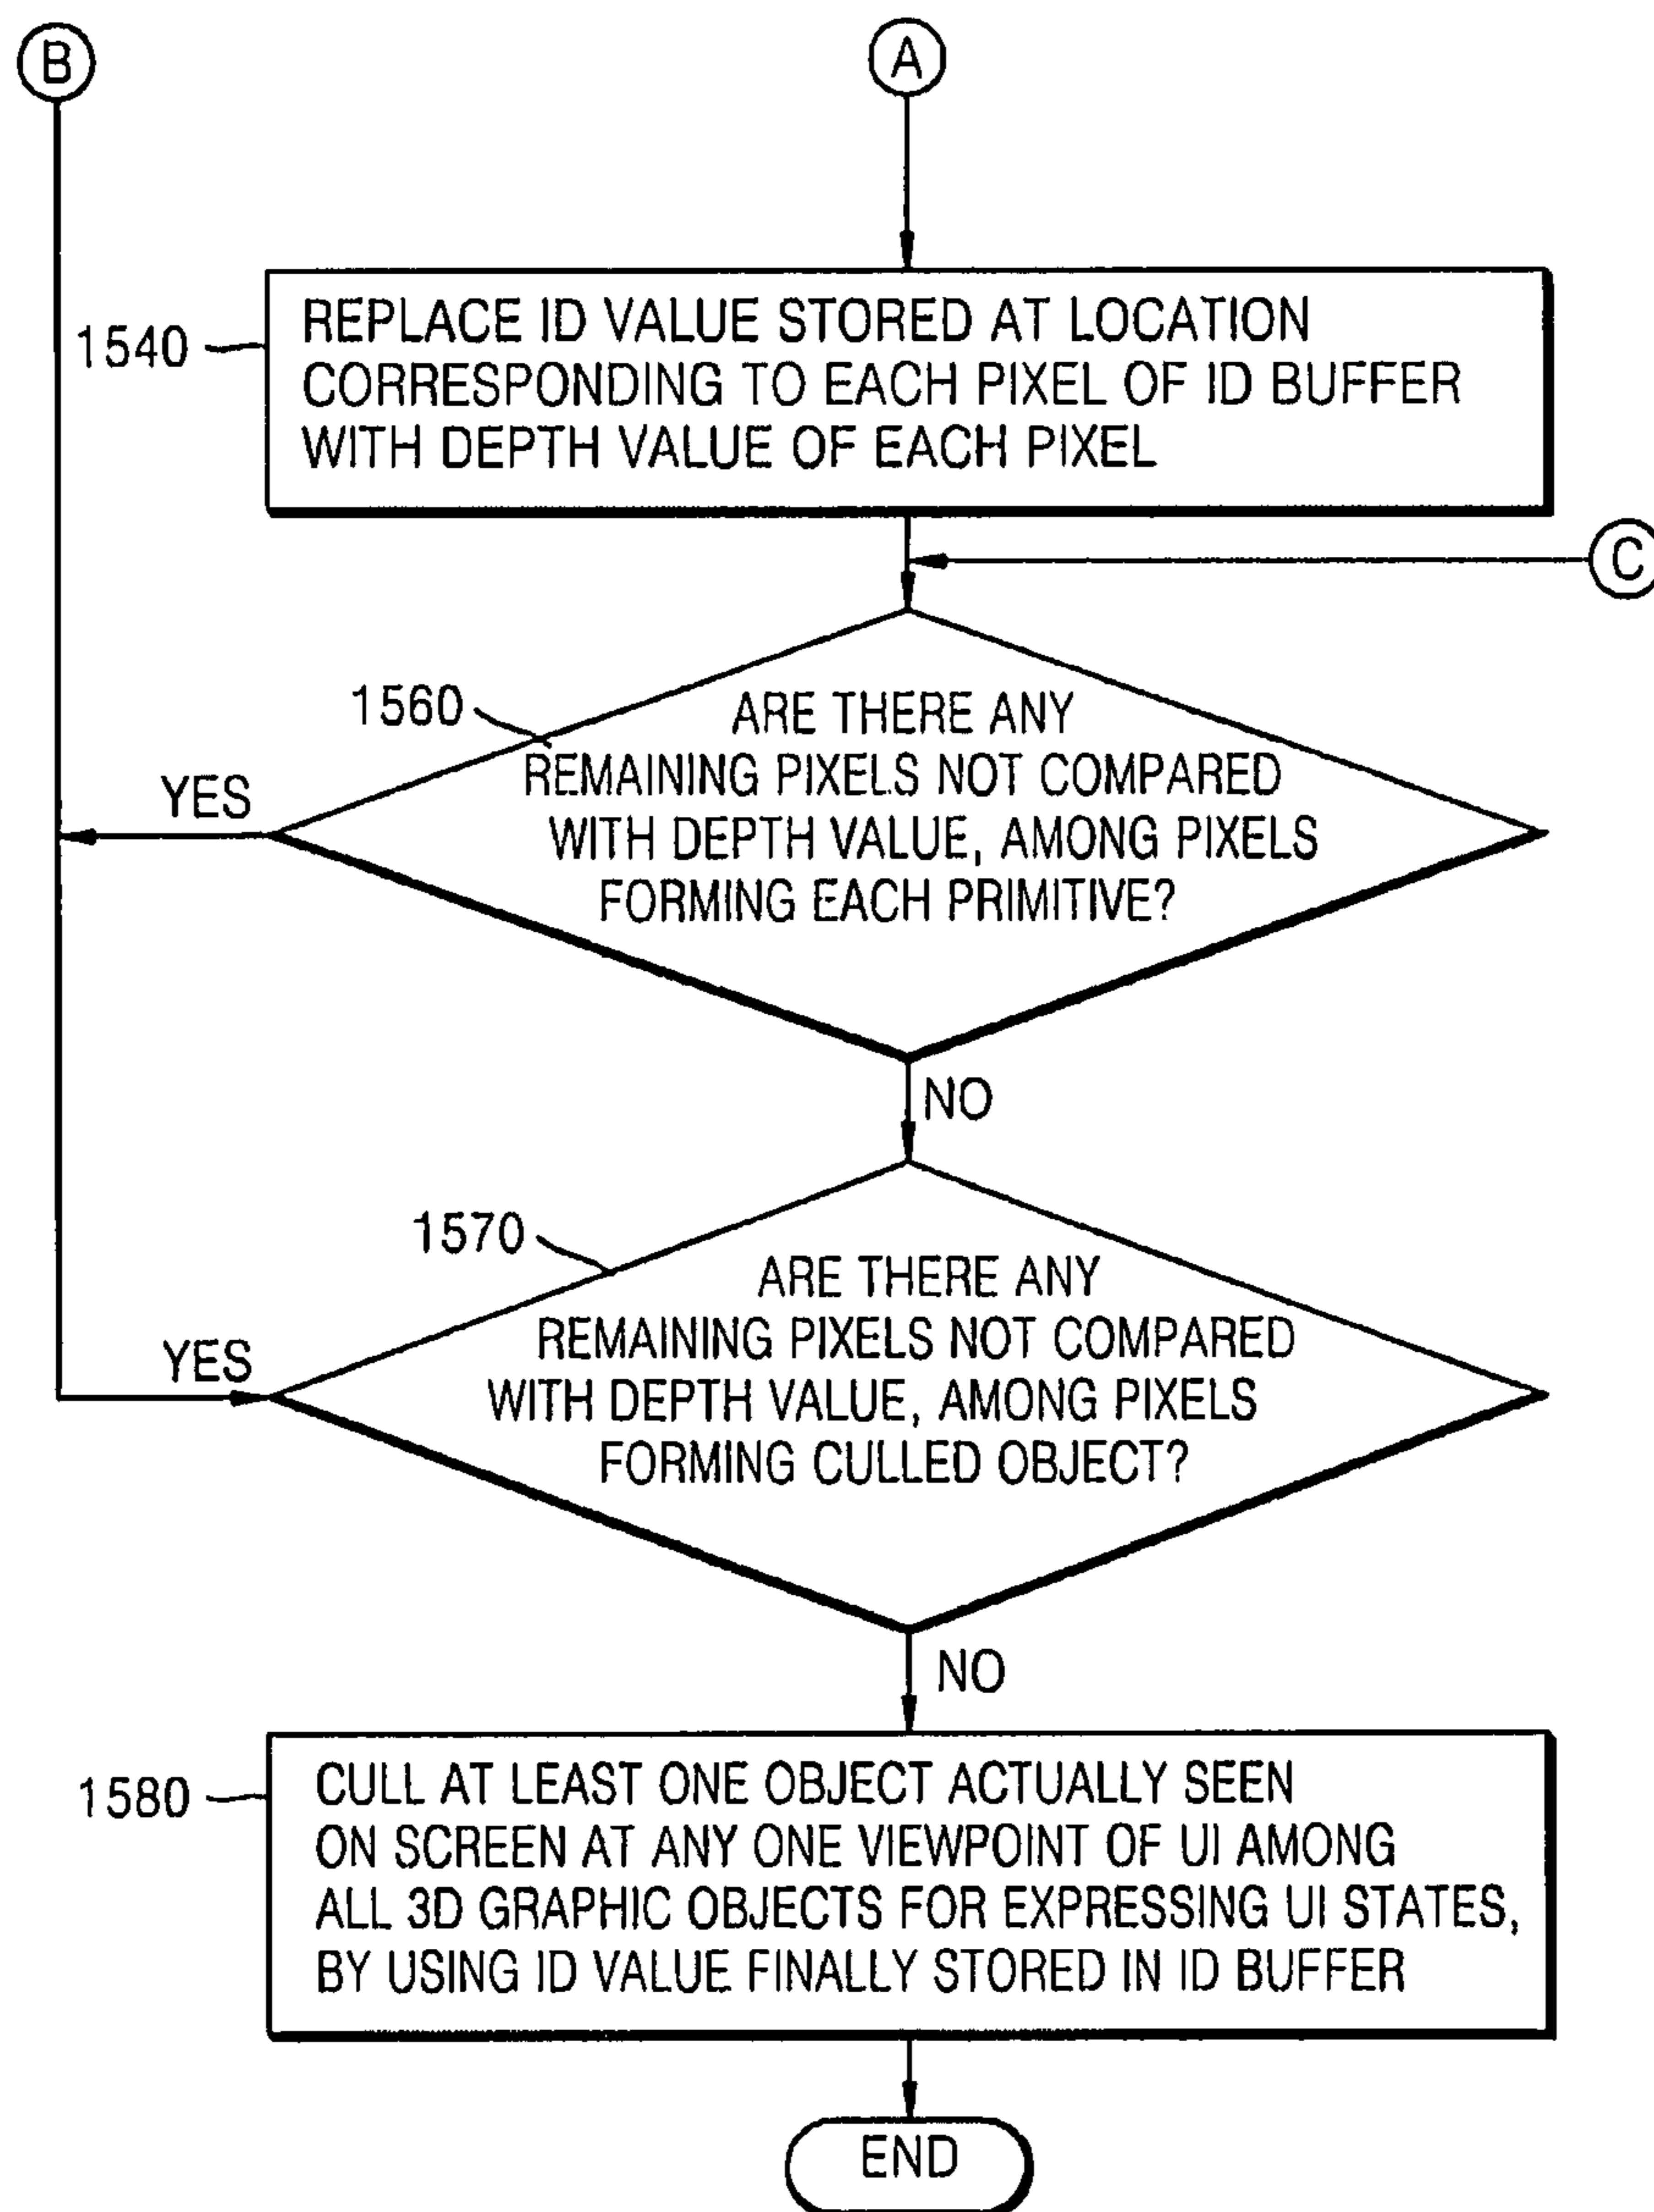 B
A
1540
REPLACE ID VALUE STORED AT LOCATION
CORRESPONDING TO EACH PIXEL OF ID BUFFER
WITH DEPTH VALUE OF EACH PIXEL
C
1560
ARE THERE ANY
REMAINING PIXELS NOT COMPARED
WITH DEPTH VALUE, AMONG PIXELS
FORMING EACH PRIMITIVE?
YES
NO
1570
ARE THERE ANY
REMAINING PIXELS NOT COMPARED
WITH DEPTH VALUE, AMONG PIXELS
FORMING CULLED OBJECT?
YES
NO
1580
CULL AT LEAST ONE OBJECT ACTUALLY SEEN
ON SCREEN AT ANY ONE VIEWPOINT OF UI AMONG
ALL 3D GRAPHIC OBJECTS FOR EXPRESSING UI STATES,
BY USING ID VALUE FINALLY STORED IN ID BUFFER
END